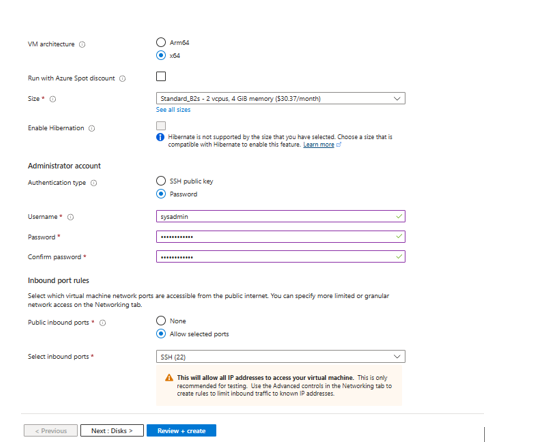 VM architecture
Arm64
x64
Run with Azure Spot discount
Size *
Standard_B2s - 2 vcpus, 4 GiB memory ($30.37/month)
See all sizes
Enable Hibernation
Hibernate is not supported by the size that you have selected. Choose a size that is
compatible with Hibernate to enable this feature. Learn more
Administrator account
Authentication type
SSH public key
Password
Username *
sysadmin
Password *
••••••••••••
Confirm password *
••••••••••••
Inbound port rules
Select which virtual machine network ports are accessible from the public internet. You can specify more limited or granular
network access on the Networking tab.
Public inbound ports *
None
Allow selected ports
Select inbound ports *
SSH (22)
This will allow all IP addresses to access your virtual machine. This is only
recommended for testing. Use the Advanced controls in the Networking tab to
create rules to limit inbound traffic to known IP addresses.
< Previous
Next : Disks >
Review + create